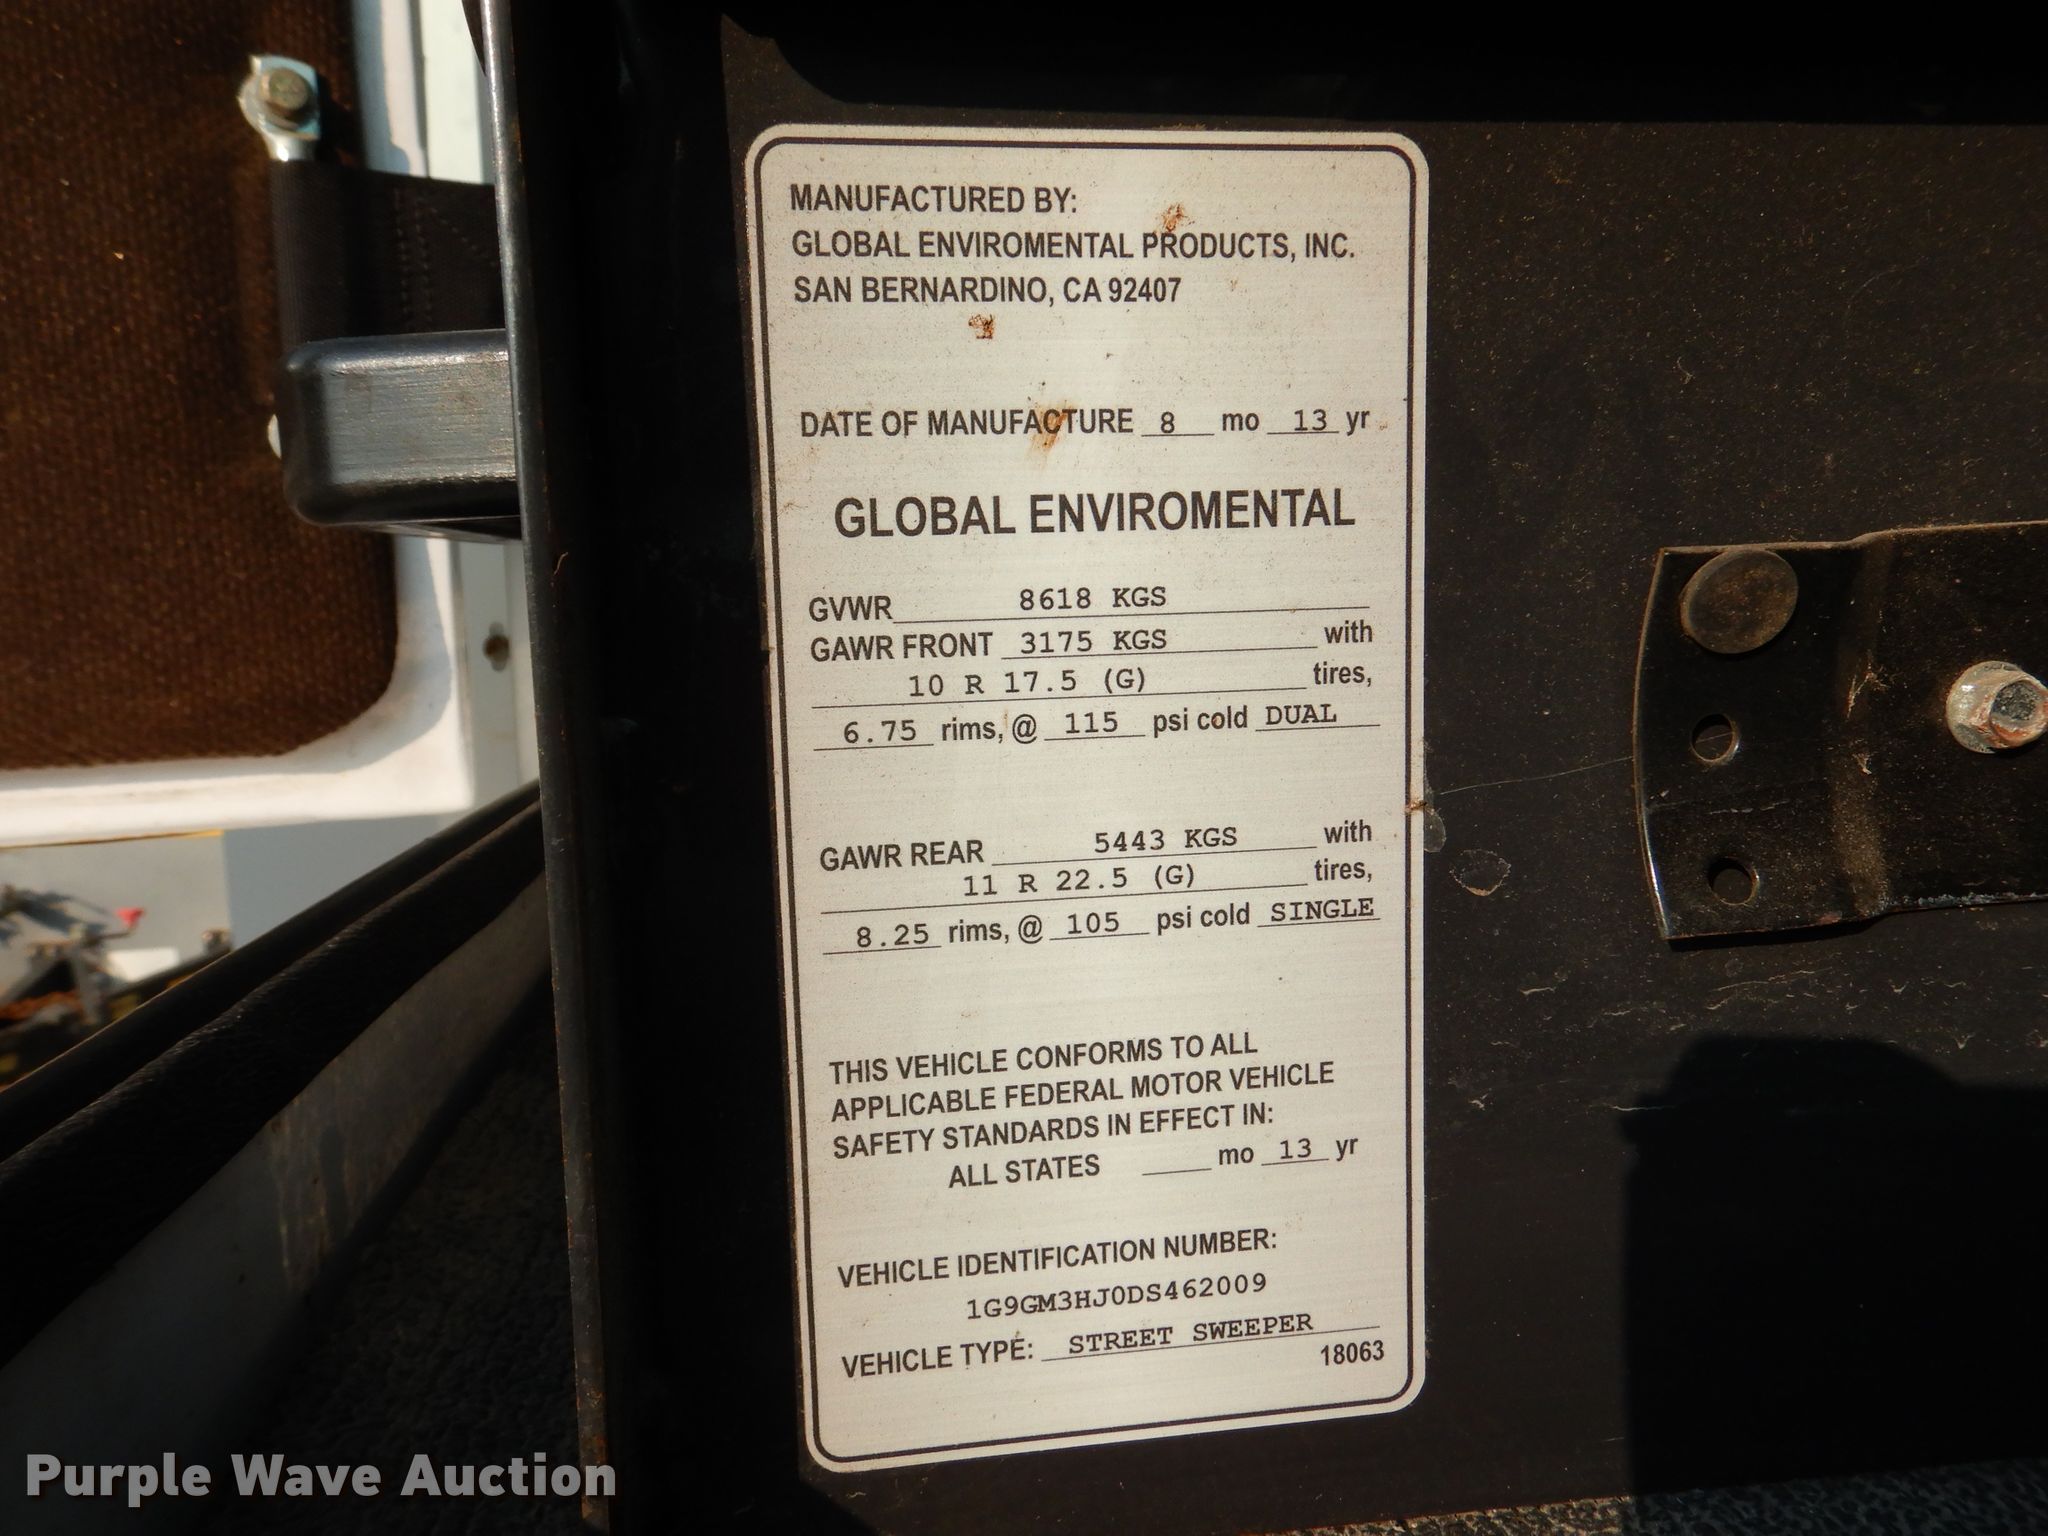 MANUFACTURED BY:
GLOBAL ENVIROMENTAL PRODUCTS, INC.
SAN BERNARDINO, CA 92407
DATE OF MANUFACTURE 8 mo 13 yr
GLOBAL ENVIROMENTAL
GVWR 8618 KGS
GAWR FRONT 3175 KGS with
10 R 17.5 (G) tires,
6.75 rims, @ 115 psi cold DUAL
GAWR REAR 5443 KGS with
11 R 22.5 (G) tires,
8.25 rims, @ 105 psi cold SINGLE
THIS VEHICLE CONFORMS TO ALL
APPLICABLE FEDERAL MOTOR VEHICLE
SAFETY STANDARDS IN EFFECT IN:
ALL STATES ____ mo 13 yr
VEHICLE IDENTIFICATION NUMBER:
1G9GM3HJ0DS462009
VEHICLE TYPE: STREET SWEEPER
18063
Purple Wave Auction